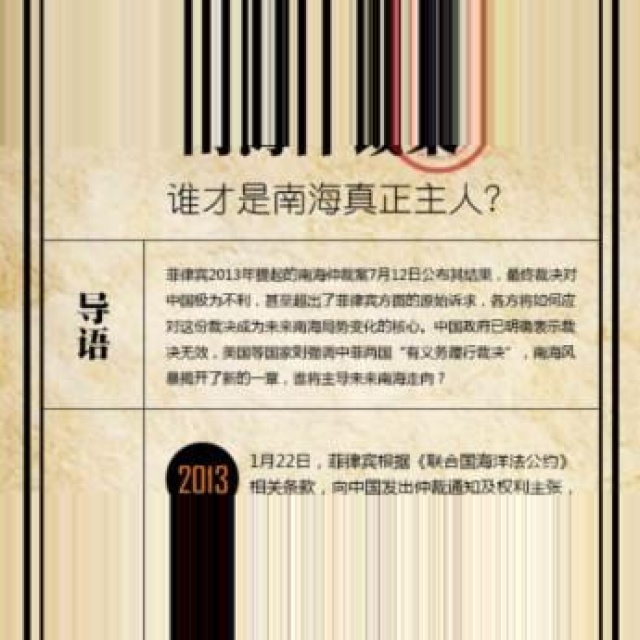 谁才是南海真正主人?
导语
菲律宾2013年提起的南海仲裁案7月12日公布其结果，最终裁决对
中国极为不利，甚至超出了菲律宾方面的原始诉求，各方将如何应
对这份裁决成为未来南海局势变化的核心。中国政府已明确表示裁
决无效，美国等国家则强调中菲两国“有义务履行裁决”，南海风
暴揭开了新的一章，谁将主导未来南海走向？
2013
1月22日，菲律宾根据《联合国海洋法公约》
相关条款，向中国发出仲裁通知及权利主张，